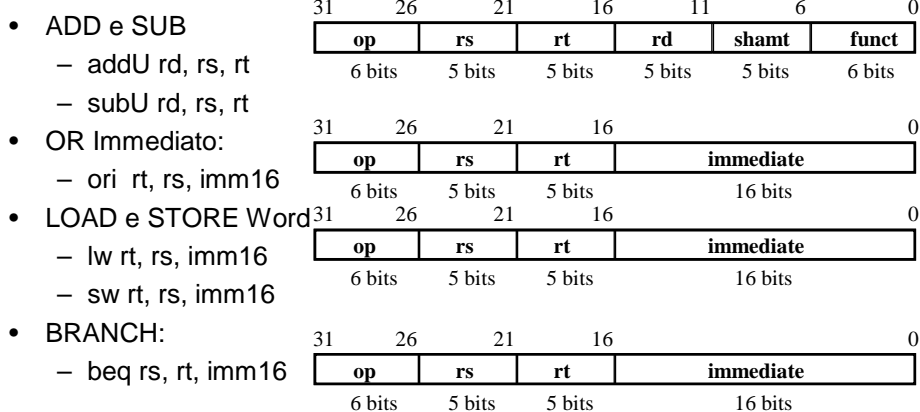 • ADD e SUB
– addU rd, rs, rt
– subU rd, rs, rt
31 26 21 16 11 6 0
op rs rt rd shamt funct
6 bits 5 bits 5 bits 5 bits 5 bits 6 bits
• OR Immediato:
– ori rt, rs, imm16
31 26 21 16 0
op rs rt immediate
6 bits 5 bits 5 bits 16 bits
• LOAD e STORE Word
– lw rt, rs, imm16
– sw rt, rs, imm16
31 26 21 16 0
op rs rt immediate
6 bits 5 bits 5 bits 16 bits
• BRANCH:
– beq rs, rt, imm16
31 26 21 16 0
op rs rt immediate
6 bits 5 bits 5 bits 16 bits